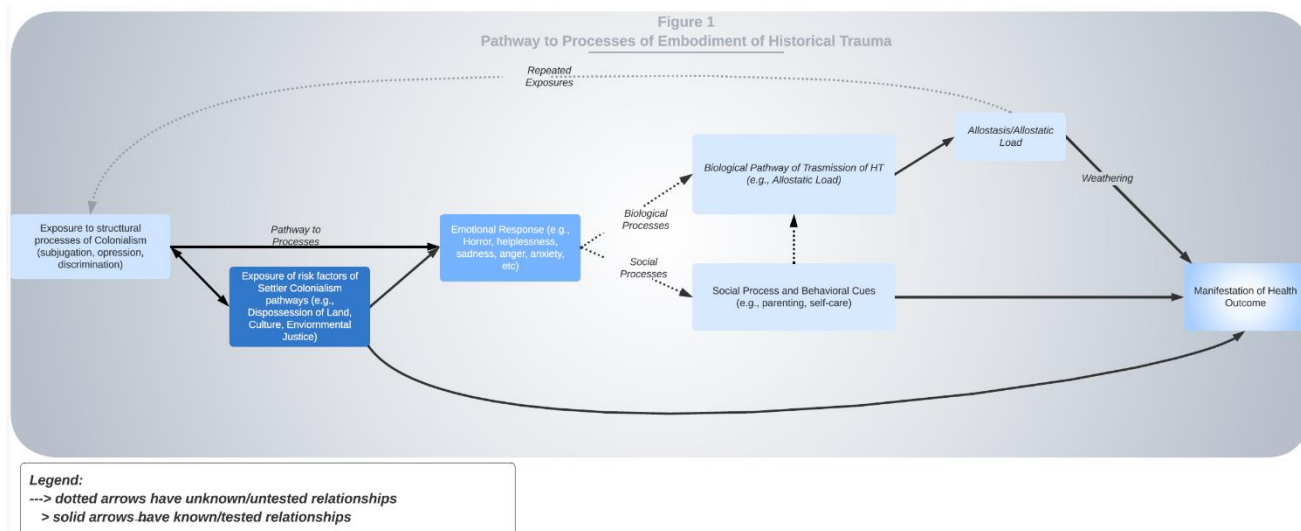 Figure 1
Pathway to Processes of Embodiment of Historical Trauma
Repeated
Exposures
Allostasis/Allostatic
Load
Biological Pathway of Trasmission of HT
(e.g., Allostatic Load)
Weathering
Biological
Processes
Exposure to structtural
processes of Colonialism
(subjugation, opression,
discrimination)
Pathway to
Processes
Emotional Response (e.g.,
Horror, helplessness,
sadness, anger, anxiety,
etc)
Social
Processes
Exposure of risk factors of
Settler Colonialism
pathways (e.g.,
Dispossession of Land,
Culture, Enviornmental
Justice)
Social Process and Behavioral Cues
(e.g., parenting, self-care)
Manifestation of Health
Outcome
Legend:
---> dotted arrows have unknown/untested relationships
> solid arrows have known/tested relationships